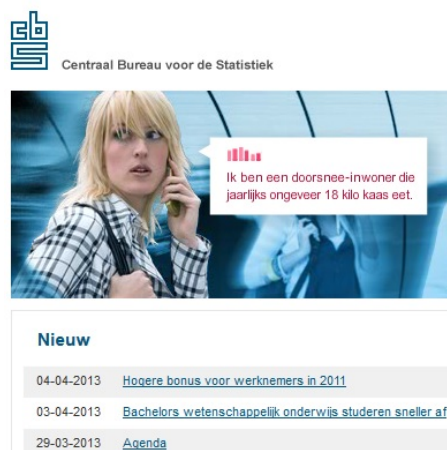 cbs
Centraal Bureau voor de Statistiek
Ik ben een doorsnee-inwoner die
jaarlijks ongeveer 18 kilo kaas eet.
Nieuw
04-04-2013 Hogere bonus voor werknemers in 2011
03-04-2013 Bachelors wetenschappelijk onderwijs studeren sneller af
29-03-2013 Agenda